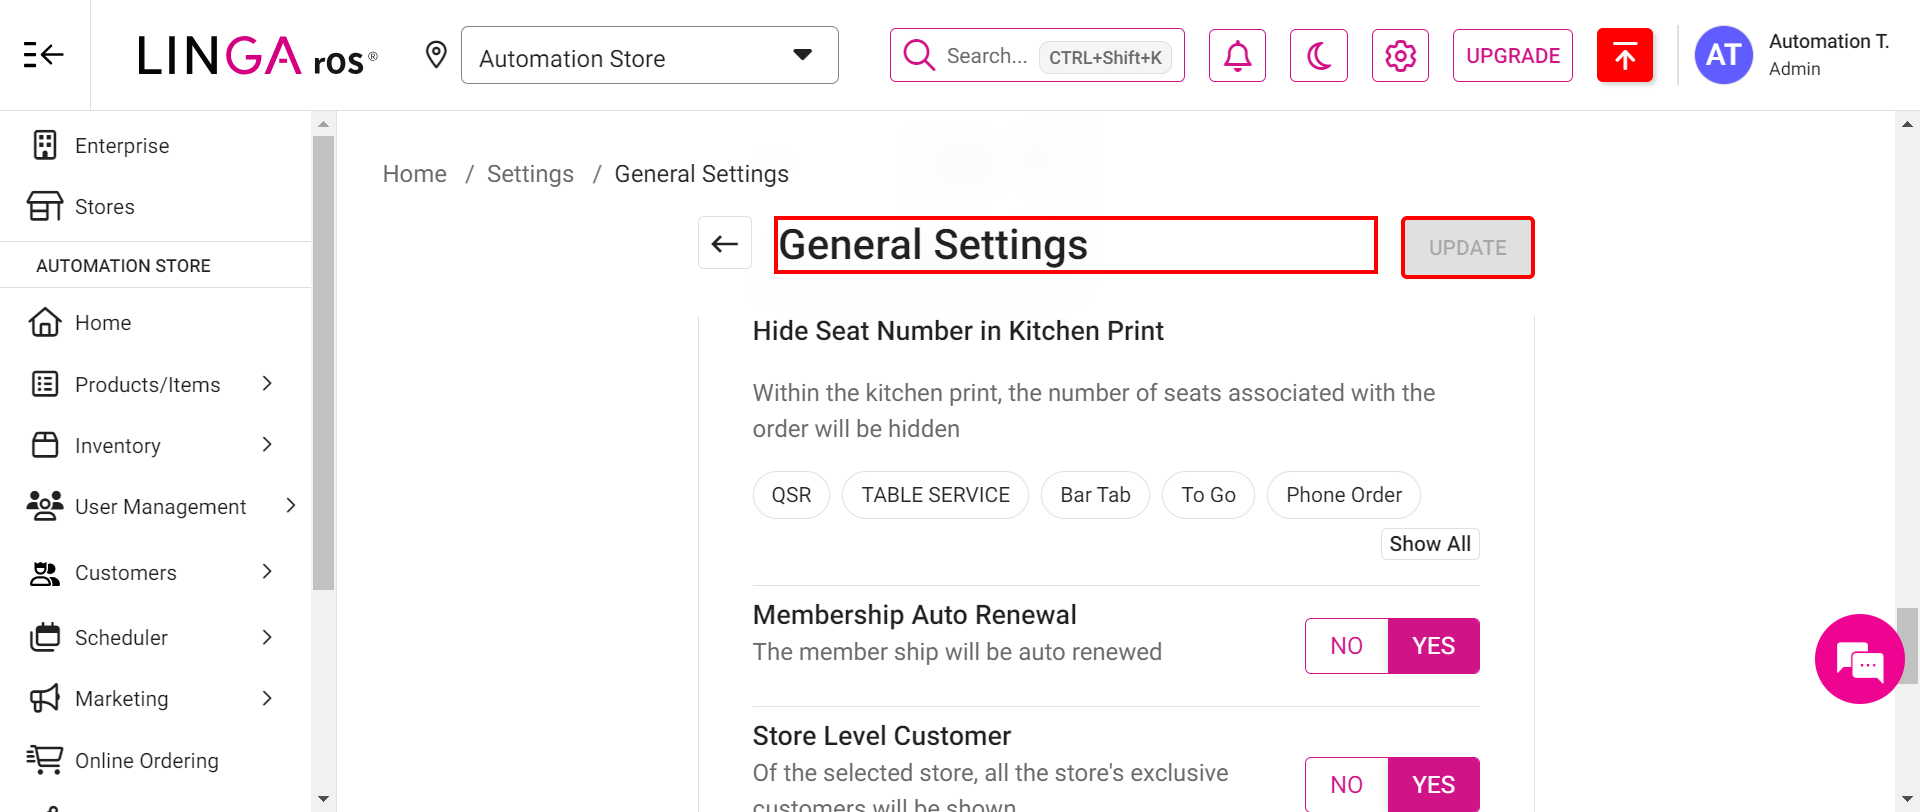 LINGA ros®
Automation Store
Search... CTRL+Shift+K
UPGRADE
AT
Automation T.
Admin
Enterprise
Stores
AUTOMATION STORE
Home
Products/Items
Inventory
User Management
Customers
Scheduler
Marketing
Online Ordering
Home / Settings / General Settings
General Settings
UPDATE
Hide Seat Number in Kitchen Print
Within the kitchen print, the number of seats associated with the
order will be hidden
QSR TABLE SERVICE Bar Tab To Go Phone Order
Show All
Membership Auto Renewal
The member ship will be auto renewed
NO YES
Store Level Customer
Of the selected store, all the store's exclusive
customers will be shown
NO YES